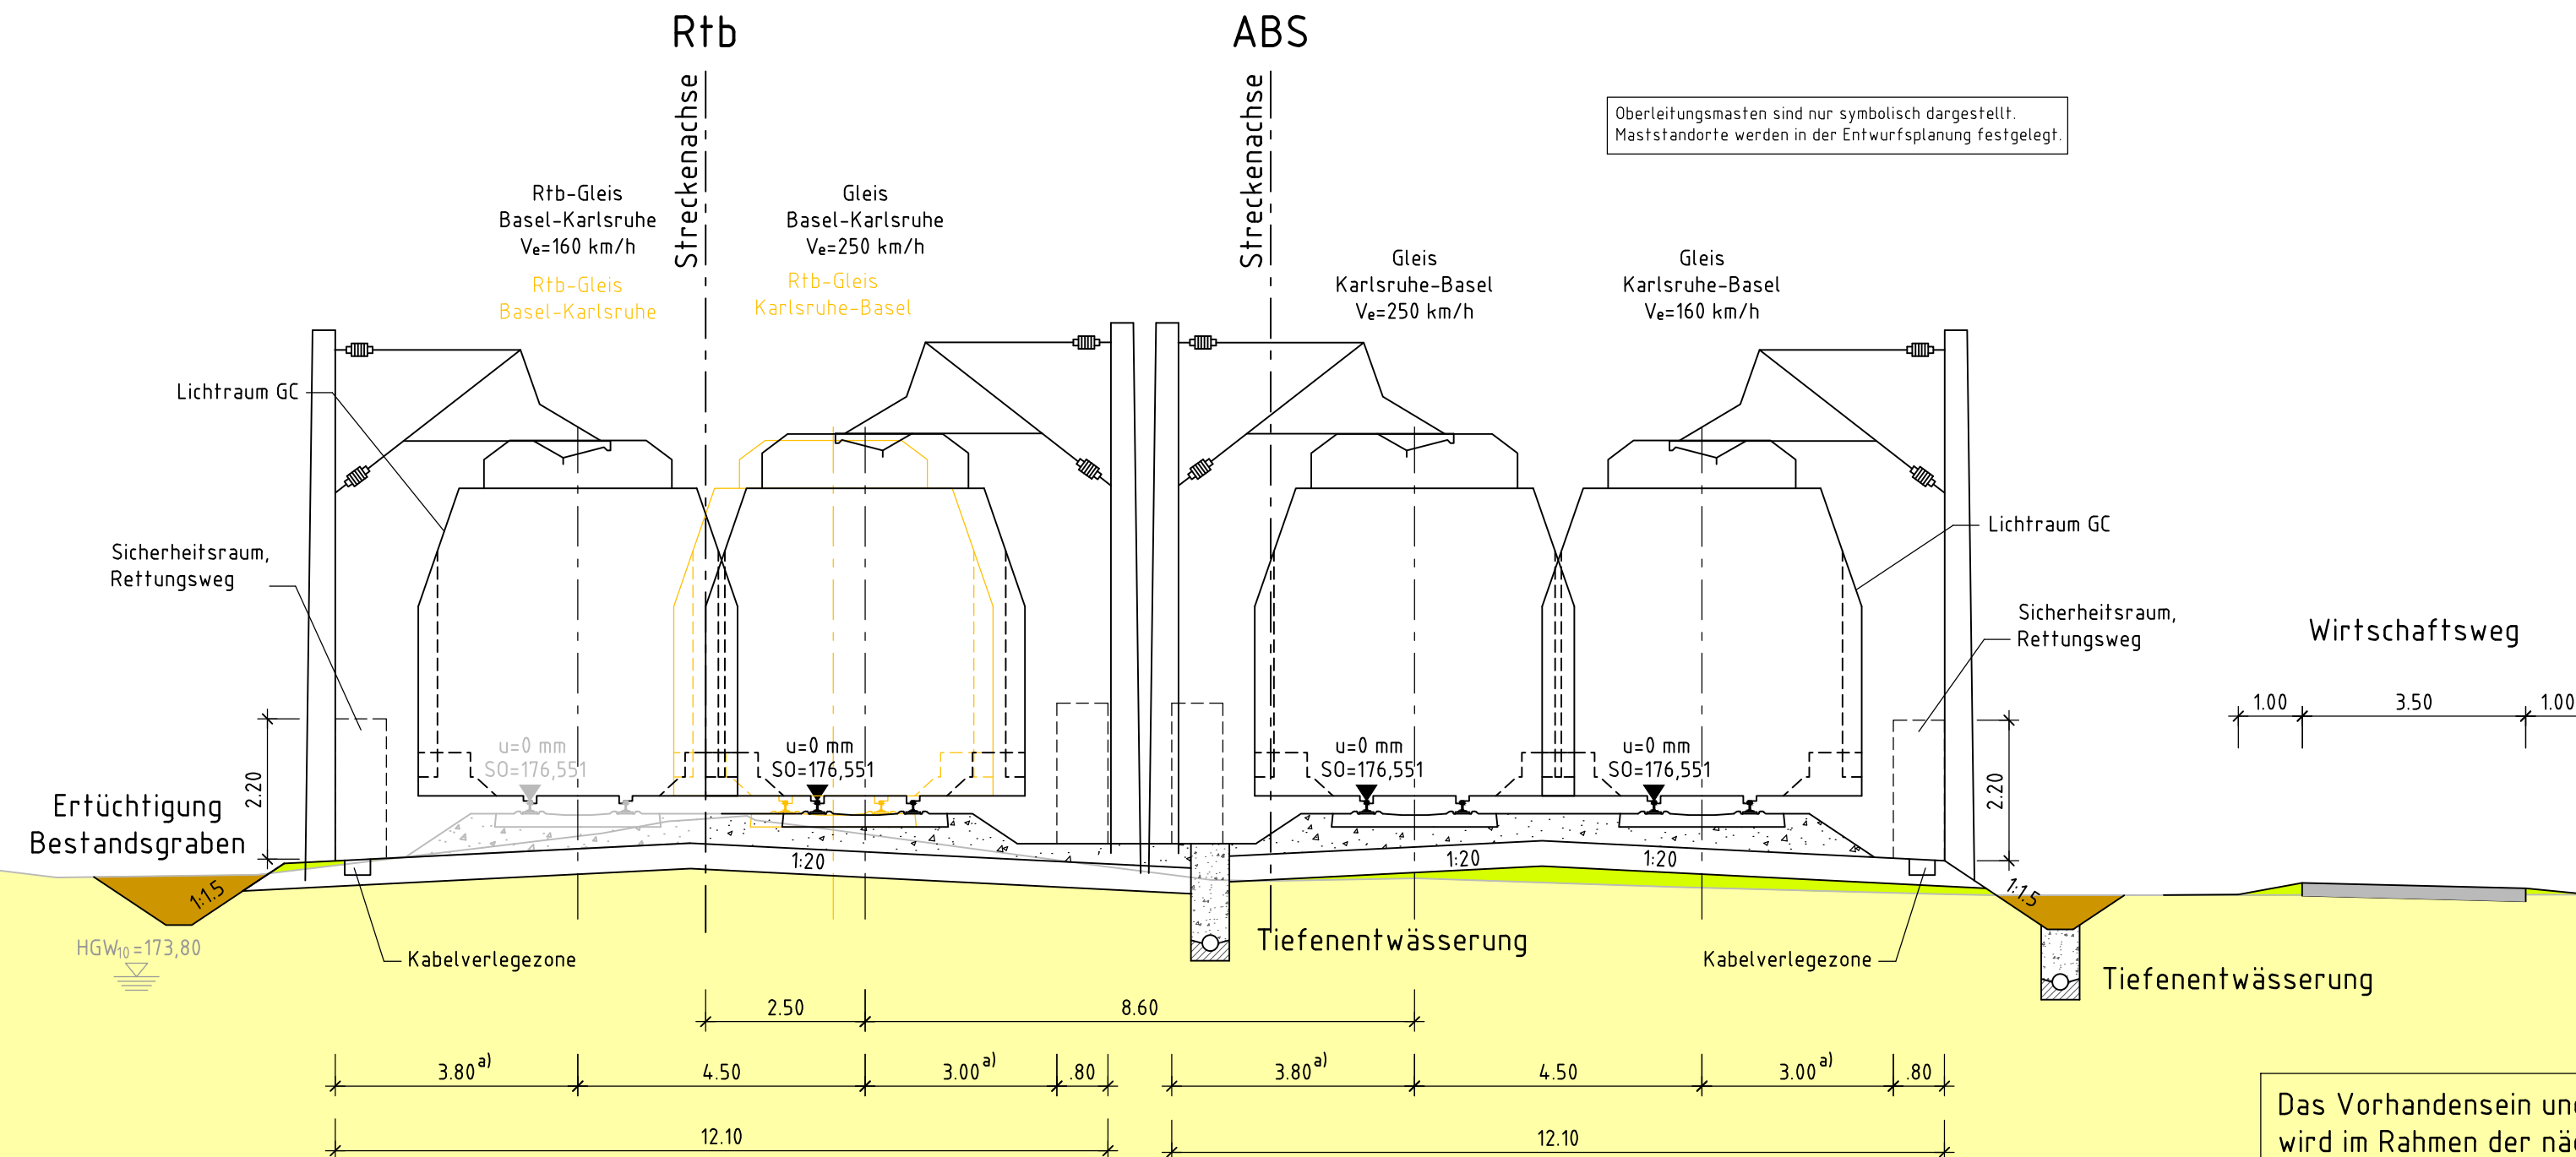 Rtb
ABS
Streckenachse
Streckenachse
Oberleitungsmasten sind nur symbolisch dargestellt.
Maststandorte werden in der Entwurfsplanung festgelegt.
Rtb-Gleis
Basel-Karlsruhe
Ve=160 km/h
Rtb-Gleis
Basel-Karlsruhe
Gleis
Basel-Karlsruhe
Ve=250 km/h
Rtb-Gleis
Karlsruhe-Basel
Gleis
Karlsruhe-Basel
Ve=250 km/h
Gleis
Karlsruhe-Basel
Ve=160 km/h
Lichtraum GC
Lichtraum GC
Sicherheitsraum,
Rettungsweg
Sicherheitsraum,
Rettungsweg
Wirtschaftsweg
1.00
3.50
1.00
2.20
2.20
u=0 mm
SO=176,551
u=0 mm
SO=176,551
u=0 mm
SO=176,551
u=0 mm
SO=176,551
Ertüchtigung
Bestandsgraben
1:20
1:20
1:20
1:1.5
1:1.5
HGW10=173,80
Kabelverlegezone
Tiefenentwässerung
Kabelverlegezone
Tiefenentwässerung
2.50
8.60
3.80 a)
4.50
3.00 a)
.80
3.80 a)
4.50
3.00 a)
.80
12.10
12.10
Das Vorhandensein
wird im Rahmen der